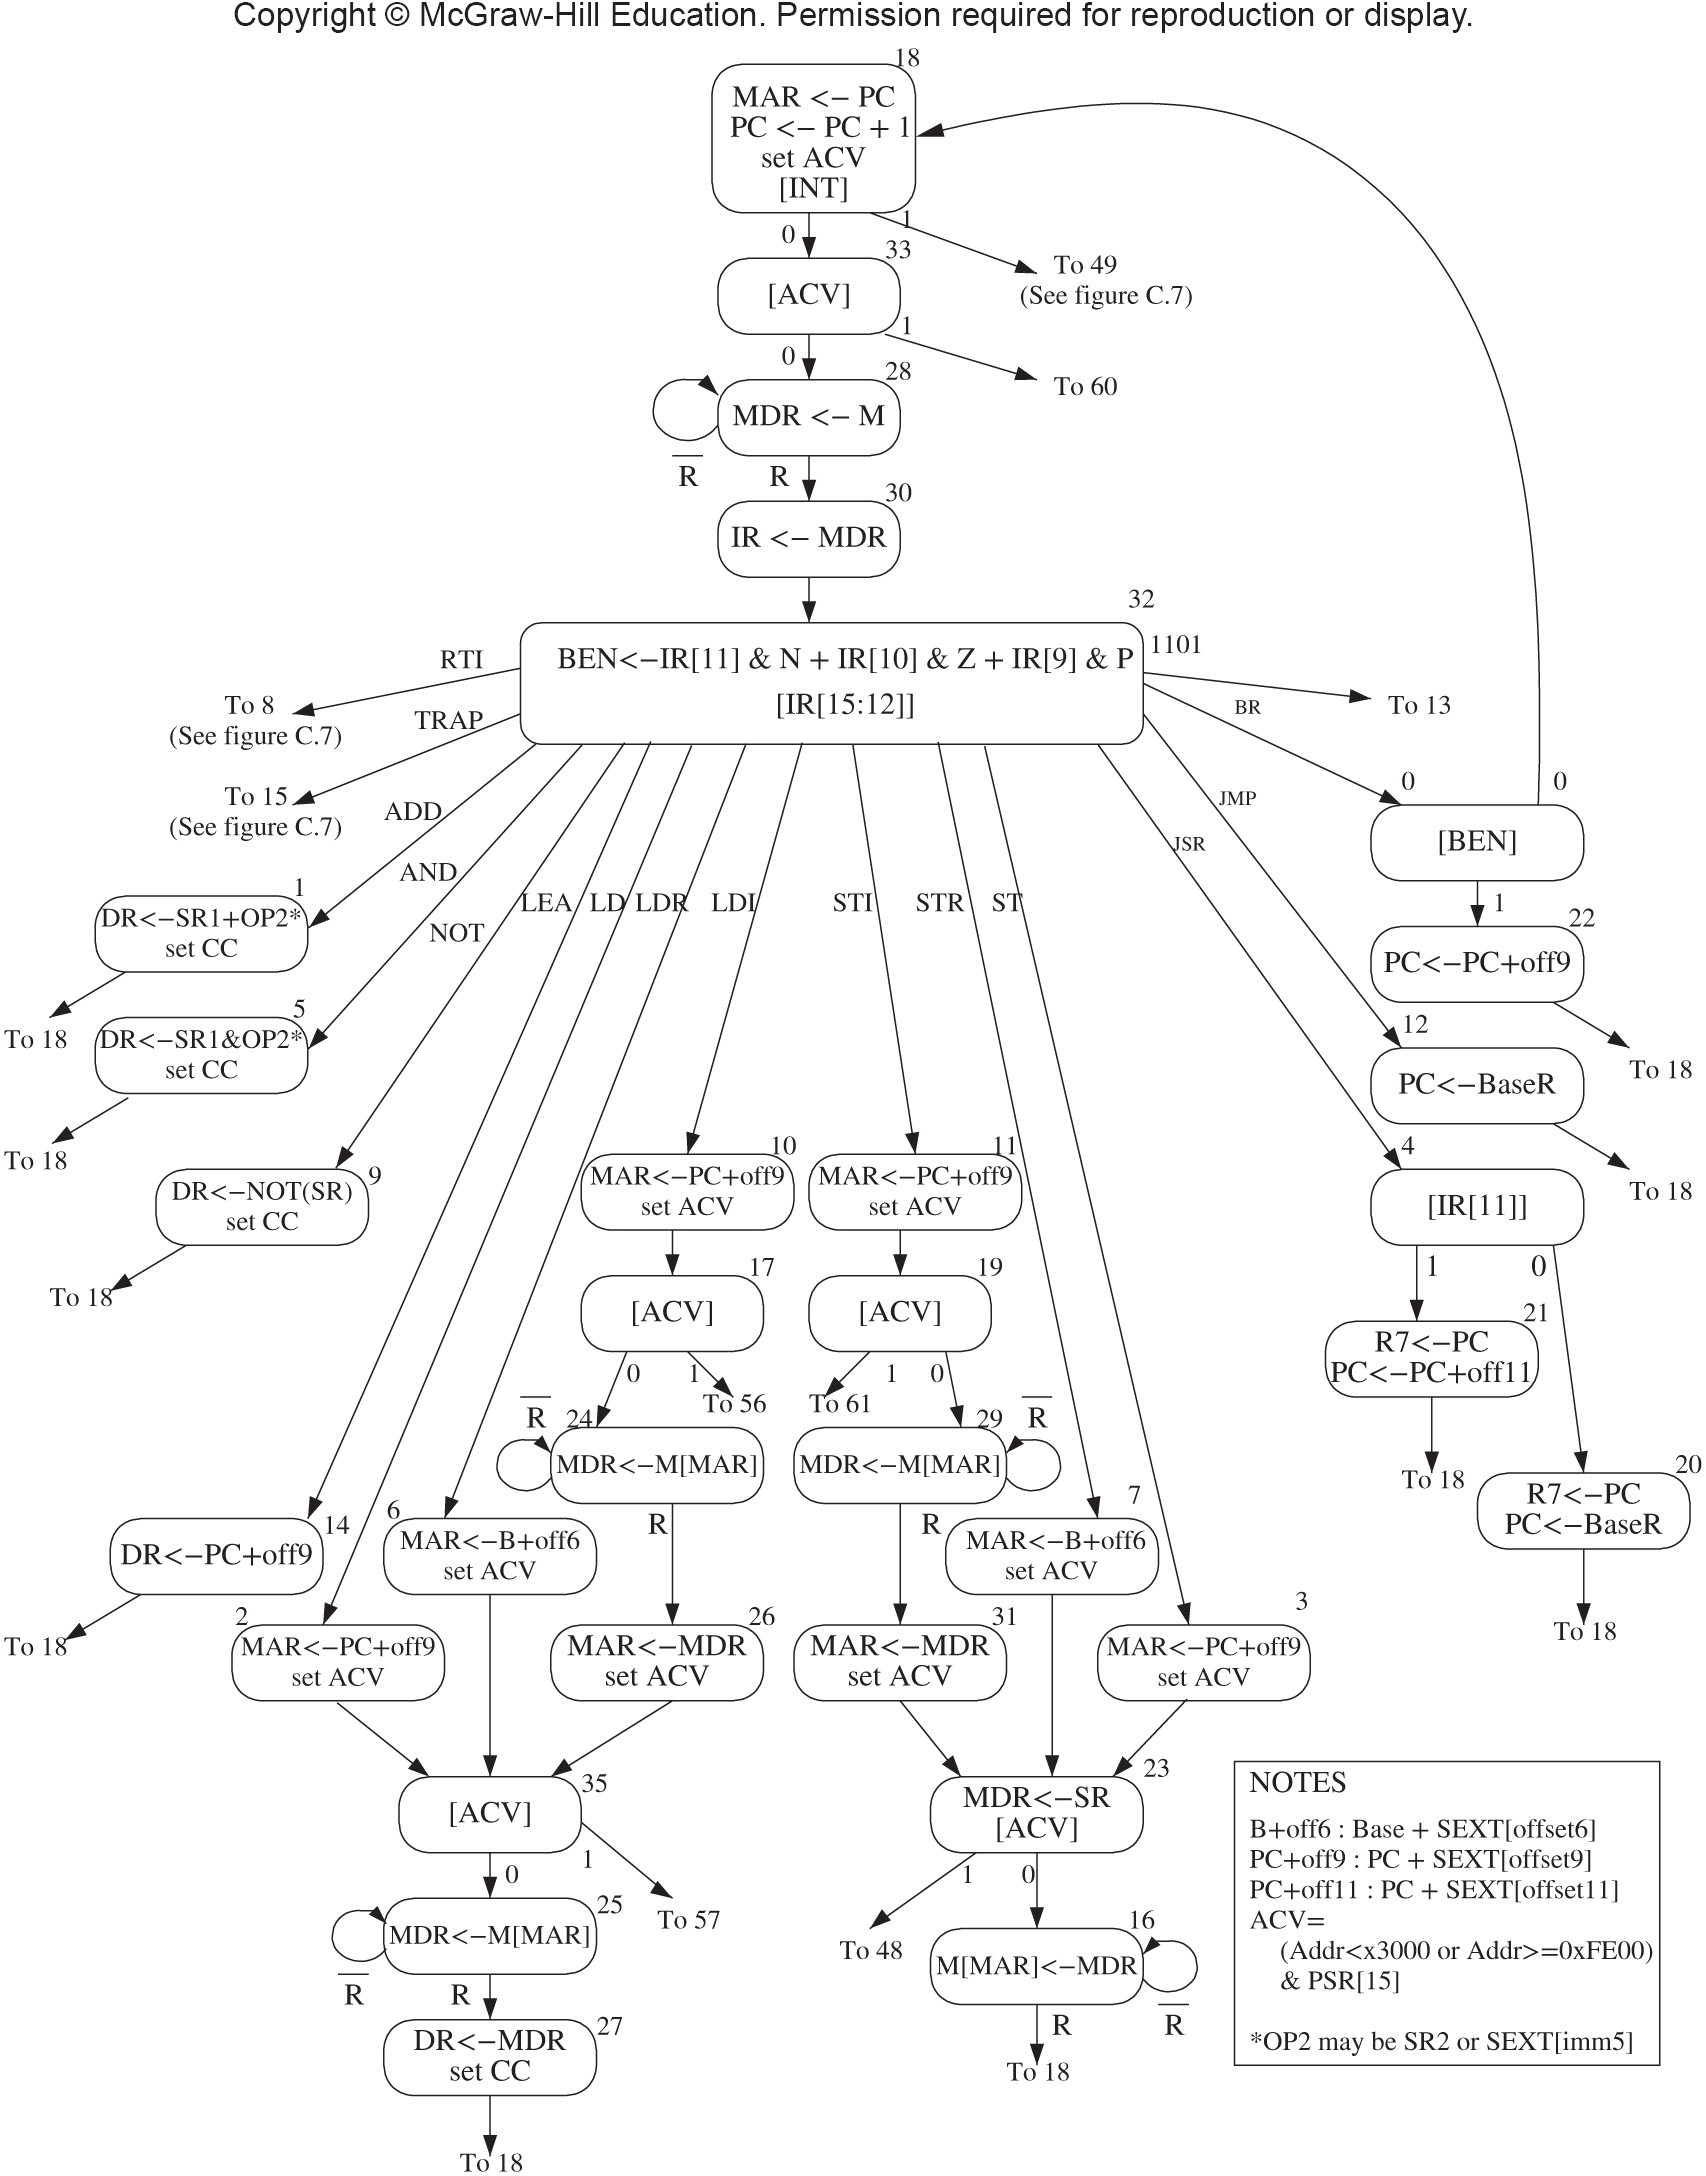 Copyright © McGraw-Hill Education. Permission required for reproduction or display.
18
MAR <− PC
PC <− PC + 1
set ACV
[INT]
0
1
To 49
(See figure C.7)
33
[ACV]
0
1
To 60
28
MDR <− M
R̅
R
30
IR <− MDR
32
BEN<−IR[11] & N + IR[10] & Z + IR[9] & P
[IR[15:12]]
1101
To 13
RTI
To 8
(See figure C.7)
TRAP
To 15
(See figure C.7)
ADD
AND
NOT
LEA
LD
LDR
LDI
STI
STR
ST
JSR
JMP
BR
0
0
[BEN]
1
22
PC<−PC+off9
To 18
12
PC<−BaseR
To 18
4
[IR[11]]
1
0
21
R7<−PC
PC<−PC+off11
To 18
20
R7<−PC
PC<−BaseR
To 18
1
DR<−SR1+OP2*
set CC
To 18
5
DR<−SR1&OP2*
set CC
To 18
9
DR<−NOT(SR)
set CC
To 18
10
MAR<−PC+off9
set ACV
17
[ACV]
0
1
To 56
R̅
24
MDR<−M[MAR]
R
11
MAR<−PC+off9
set ACV
19
[ACV]
1
0
To 61
29
R̅
MDR<−M[MAR]
R
14
DR<−PC+off9
To 18
6
MAR<−B+off6
set ACV
7
MAR<−B+off6
set ACV
2
MAR<−PC+off9
set ACV
26
MAR<−MDR
set ACV
31
MAR<−MDR
set ACV
3
MAR<−PC+off9
set ACV
35
[ACV]
0
1
To 57
25
MDR<−M[MAR]
R̅
R
27
DR<−MDR
set CC
To 18
23
MDR<−SR
[ACV]
1
0
To 48
16
M[MAR]<−MDR
R
R̅
To 18
NOTES
B+off6 : Base + SEXT[offset6]
PC+off9 : PC + SEXT[offset9]
PC+off11 : PC + SEXT[offset11]
ACV=
(Addr<x3000 or Addr>=0xFE00)
& PSR[15]
*OP2 may be SR2 or SEXT[imm5]